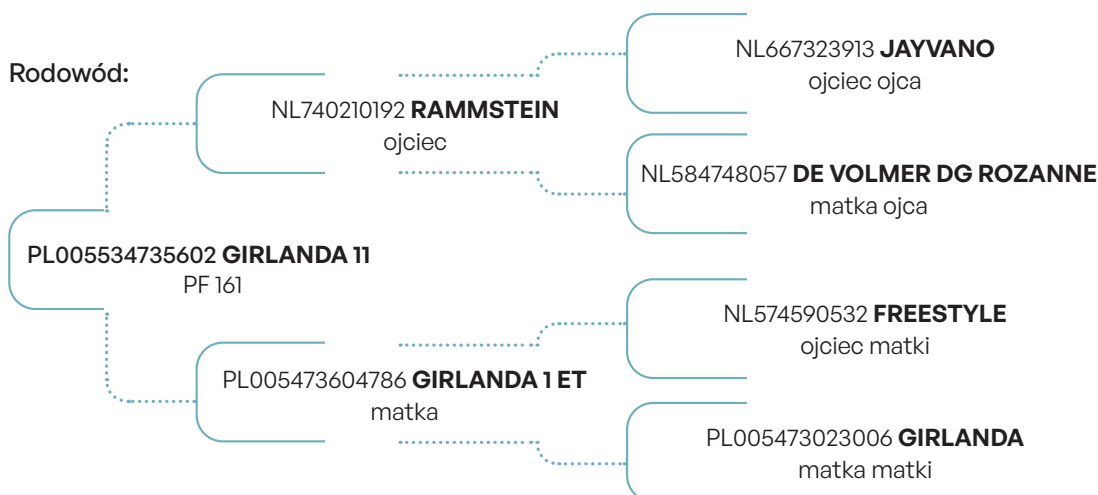 Rodowód:
NL667323913 JAYVANO
ojciec ojca
NL740210192 RAMMSTEIN
ojciec
NL584748057 DE VOLMER DG ROZANNE
matka ojca
PL005534735602 GIRLANDA 11
PF 161
NL574590532 FREESTYLE
ojciec matki
PL005473604786 GIRLANDA 1 ET
matka
PL005473023006 GIRLANDA
matka matki